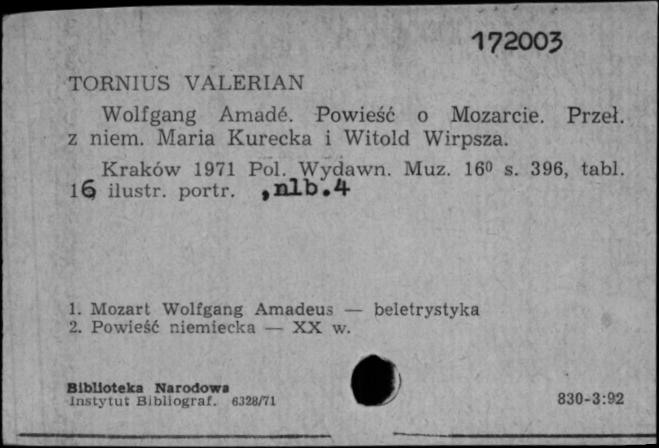 172003
TORNIUS VALERIAN
Wolfgang Amadé. Powieść o Mozarcie. Przeł.
z niem. Maria Kurecka i Witold Wirpsza.
Kraków 1971 Pol. Wydawn. Muz. 16⁰ s. 396, tabl.
16 ilustr. portr. , nlb. 4
1. Mozart Wolfgang Amadeus — beletrystyka
2. Powieść niemiecka — XX w.
Biblioteka Narodowa
Instytut Bibliograf. 6328/71
830-3:92